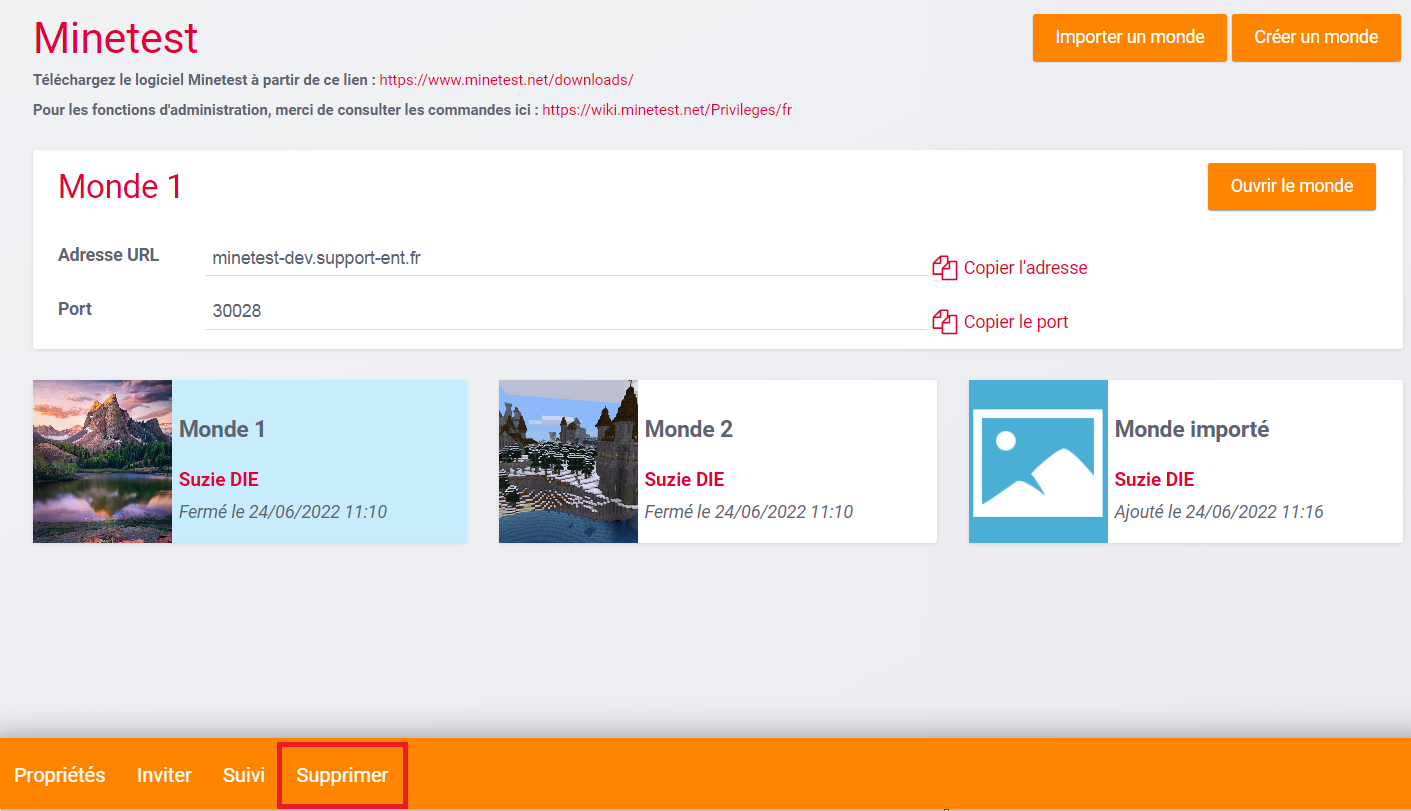 Minetest
Importer un monde
Créer un monde
Téléchargez le logiciel Minetest à partir de ce lien : https://www.minetest.net/downloads/
Pour les fonctions d'administration, merci de consulter les commandes ici : https://wiki.minetest.net/Privileges/fr
Monde 1
Ouvrir le monde
Adresse URL
minetest-dev.support-ent.fr
Copier l'adresse
Port
30028
Copier le port
Monde 1
Suzie DIE
Fermé le 24/06/2022 11:10
Monde 2
Suzie DIE
Fermé le 24/06/2022 11:10
Monde importé
Suzie DIE
Ajouté le 24/06/2022 11:16
Propriétés
Inviter
Suivi
Supprimer